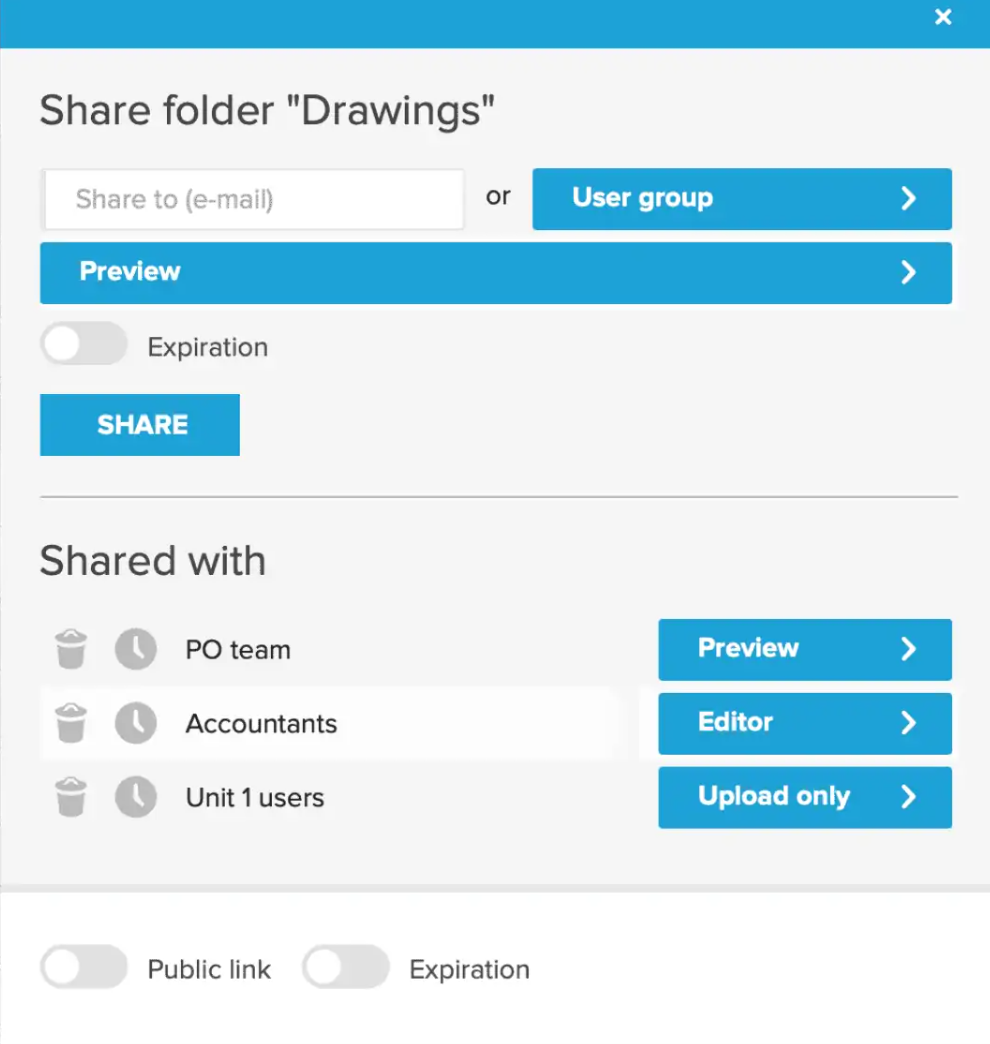 Share folder "Drawings"
Share to (e-mail) or User group
Preview
Expiration
SHARE
Shared with
PO team Preview
Accountants Editor
Unit 1 users Upload only
Public link Expiration